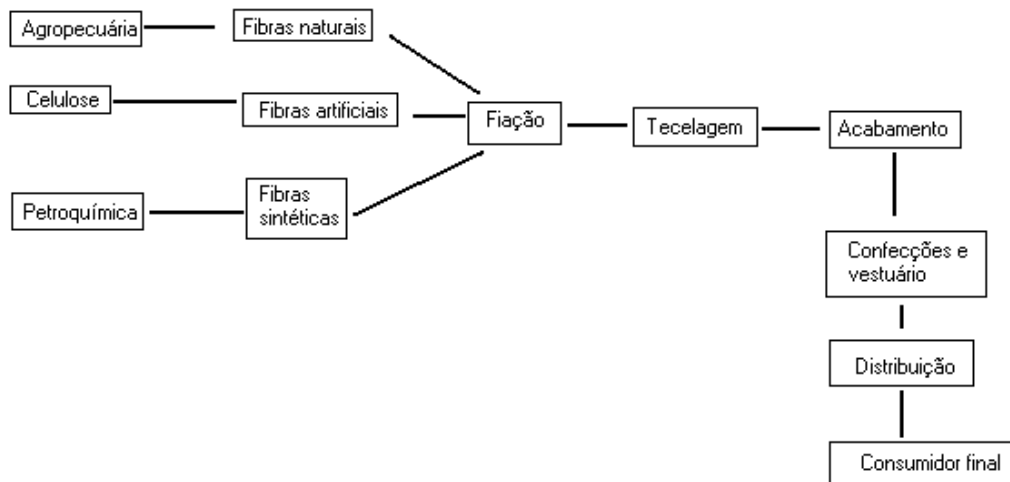 Agropecuária
Fibras naturais
Celulose
Fibras artificiais
Fiação
Tecelagem
Acabamento
Petroquímica
Fibras
sintéticas
Confecções e
vestuário
Distribuição
Consumidor final